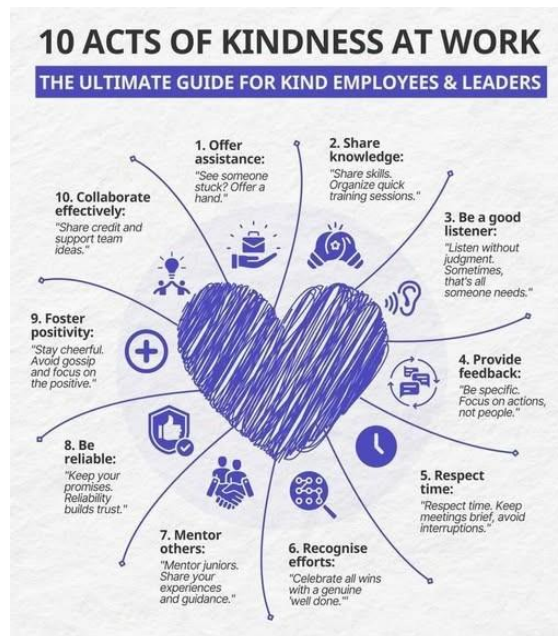 10 ACTS OF KINDNESS AT WORK
THE ULTIMATE GUIDE FOR KIND EMPLOYEES & LEADERS
1. Offer
assistance:
"See someone
stuck? Offer a
hand."
2. Share
knowledge:
"Share skills.
Organize quick
training sessions."
3. Be a good
listener:
"Listen without
judgment.
Sometimes,
that's all
someone needs."
4. Provide
feedback:
"Be specific.
Focus on actions,
not people."
5. Respect
time:
"Respect time. Keep
meetings brief, avoid
interruptions."
6. Recognise
efforts:
"Celebrate all wins
with a genuine
'well done.'"
7. Mentor
others:
"Mentor juniors.
Share your
experiences
and guidance."
8. Be
reliable:
"Keep your
promises.
Reliability
builds trust."
9. Foster
positivity:
"Stay cheerful.
Avoid gossip
and focus on
the positive."
10. Collaborate
effectively:
"Share credit and
support team
ideas."